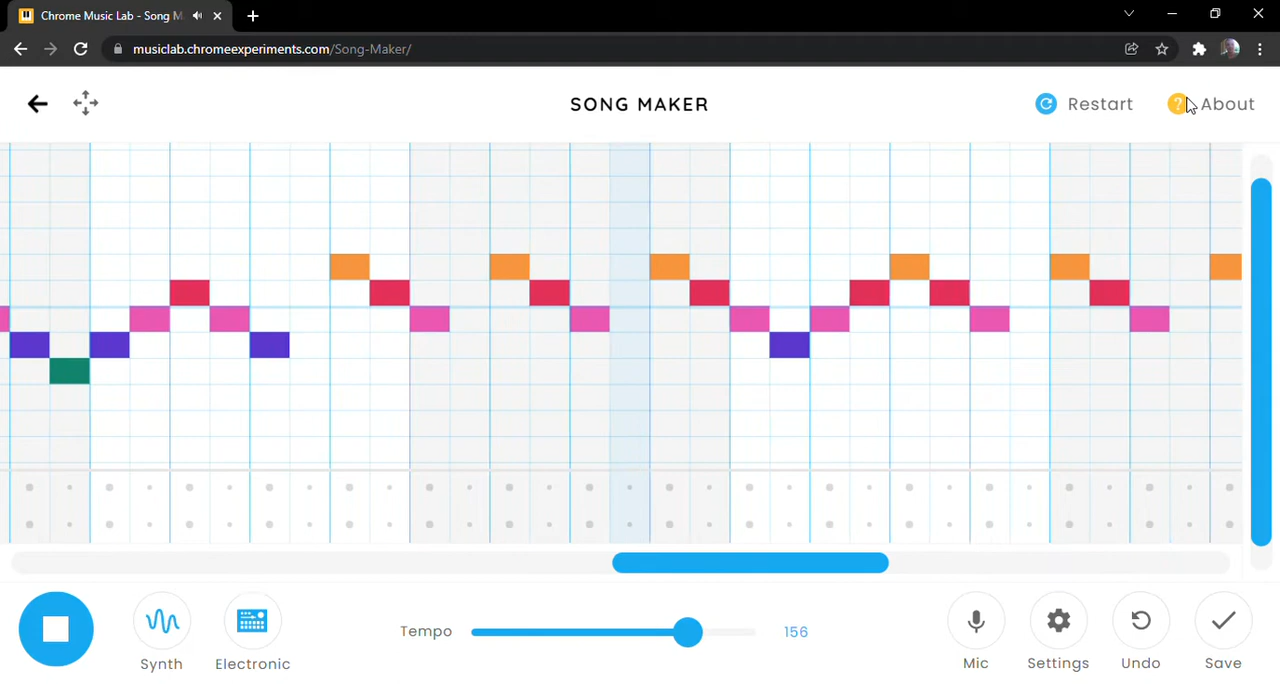 Chrome Music Lab - Song M
musiclab.chromeexperiments.com/Song-Maker/
SONG MAKER
Restart
? About
Synth
Electronic
Tempo
156
Mic
Settings
Undo
Save